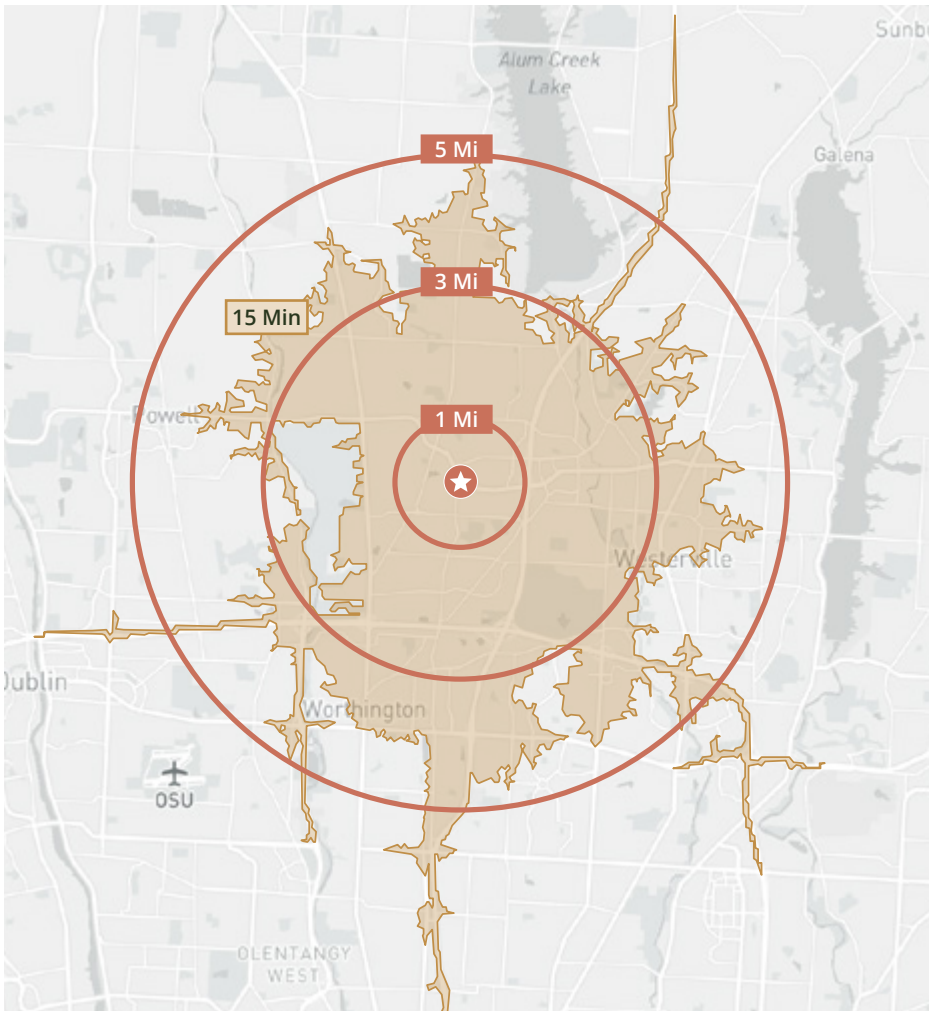 Sunbu
Alum Creek
Lake
5 Mi
Galena
3 Mi
15 Min
Powell
1 Mi
Westerville
Dublin
Worthington
OSU
OLENTANGY
WEST